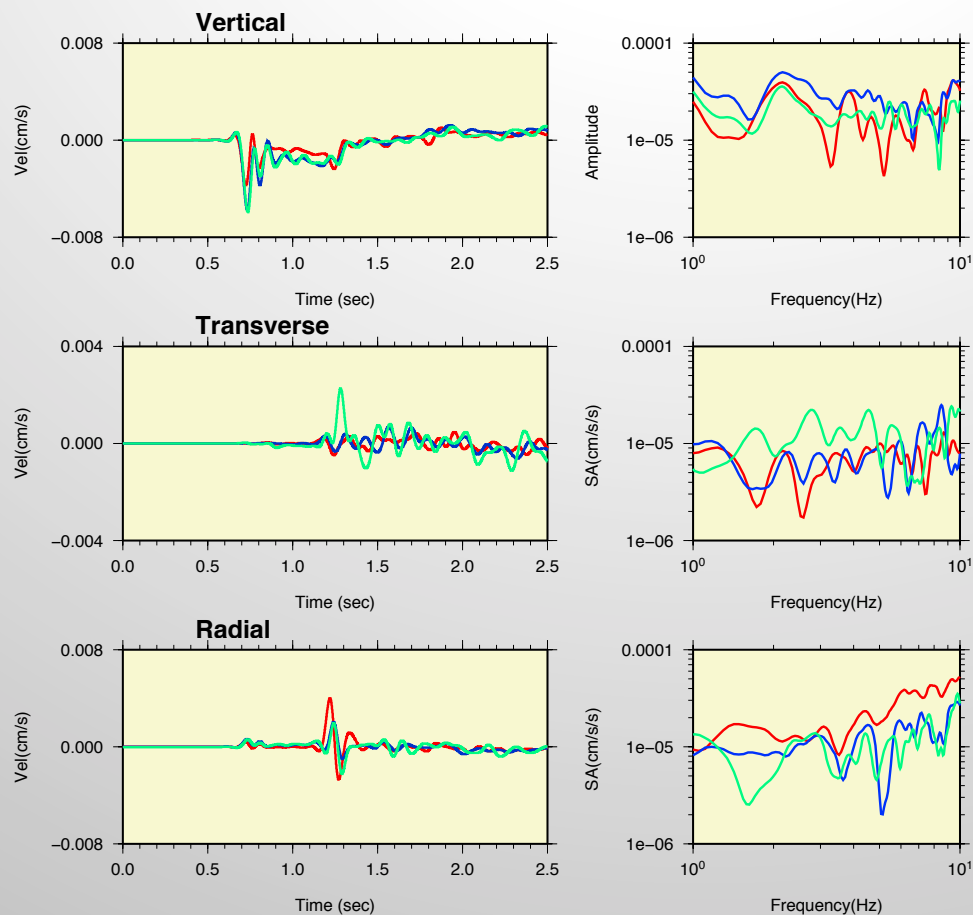 Vertical
0.008
0.000
−0.008
Vel(cm/s)
0.0 0.5 1.0 1.5 2.0 2.5
Time (sec)
0.0001
1e−05
1e−06
Amplitude
10⁰ 10¹
Frequency(Hz)
Transverse
0.004
0.000
−0.004
Vel(cm/s)
0.0 0.5 1.0 1.5 2.0 2.5
Time (sec)
0.0001
1e−05
1e−06
SA(cm/s/s)
10⁰ 10¹
Frequency(Hz)
Radial
0.008
0.000
−0.008
Vel(cm/s)
0.0 0.5 1.0 1.5 2.0 2.5
Time (sec)
0.0001
1e−05
1e−06
SA(cm/s/s)
10⁰ 10¹
Frequency(Hz)